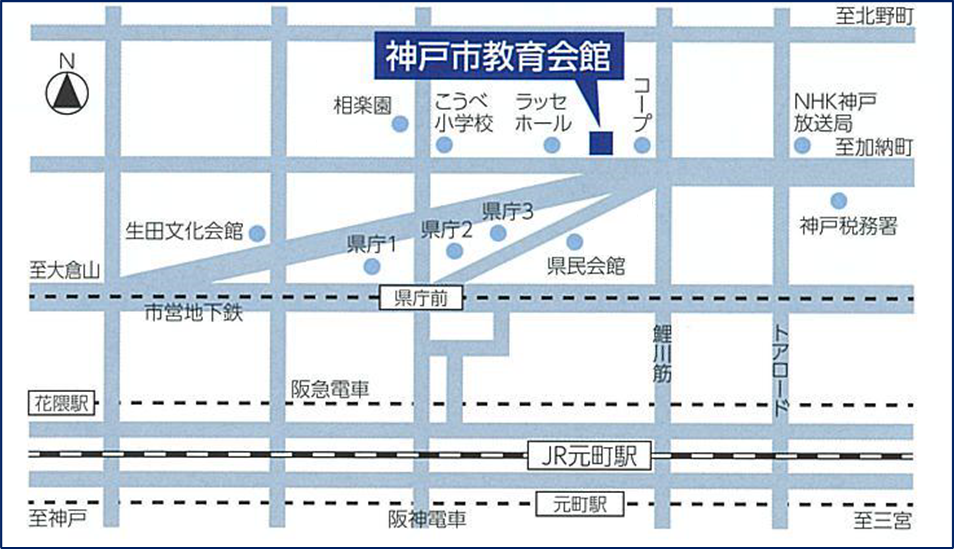 至北野町
N
神戸市教育会館
相楽園
こうべ
小学校
ラッセ
ホール
コープ
NHK神戸
放送局
至加納町
生田文化会館
県庁1
県庁2
県庁3
県民会館
神戸税務署
至大倉山
県庁前
市営地下鉄
鯉川筋
トアロード
阪急電車
花隈駅
JR元町駅
元町駅
至神戸
阪神電車
至三宮